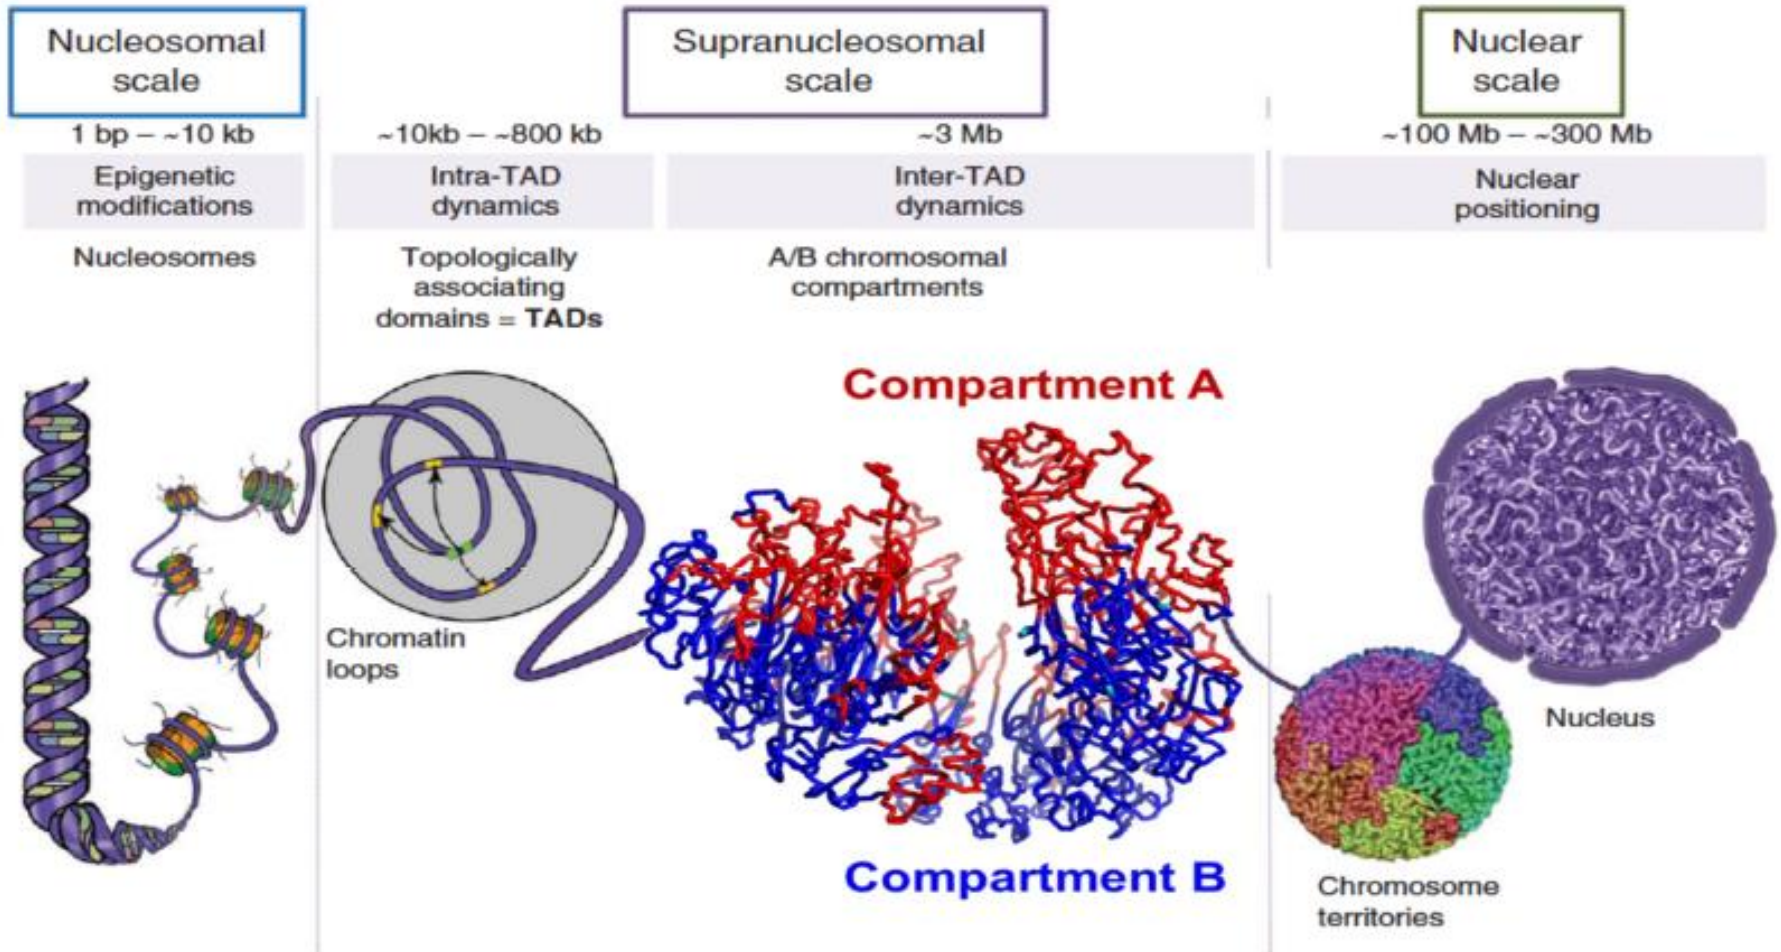 Nucleosomal
scale
Supranucleosomal
scale
Nuclear
scale
1 bp – ~10 kb
~10kb – ~800 kb
~3 Mb
~100 Mb – ~300 Mb
Epigenetic
modifications
Intra-TAD
dynamics
Inter-TAD
dynamics
Nuclear
positioning
Nucleosomes
Topologically
associating
domains = TADs
A/B chromosomal
compartments
Compartment A
Chromatin
loops
Nucleus
Compartment B
Chromosome
territories